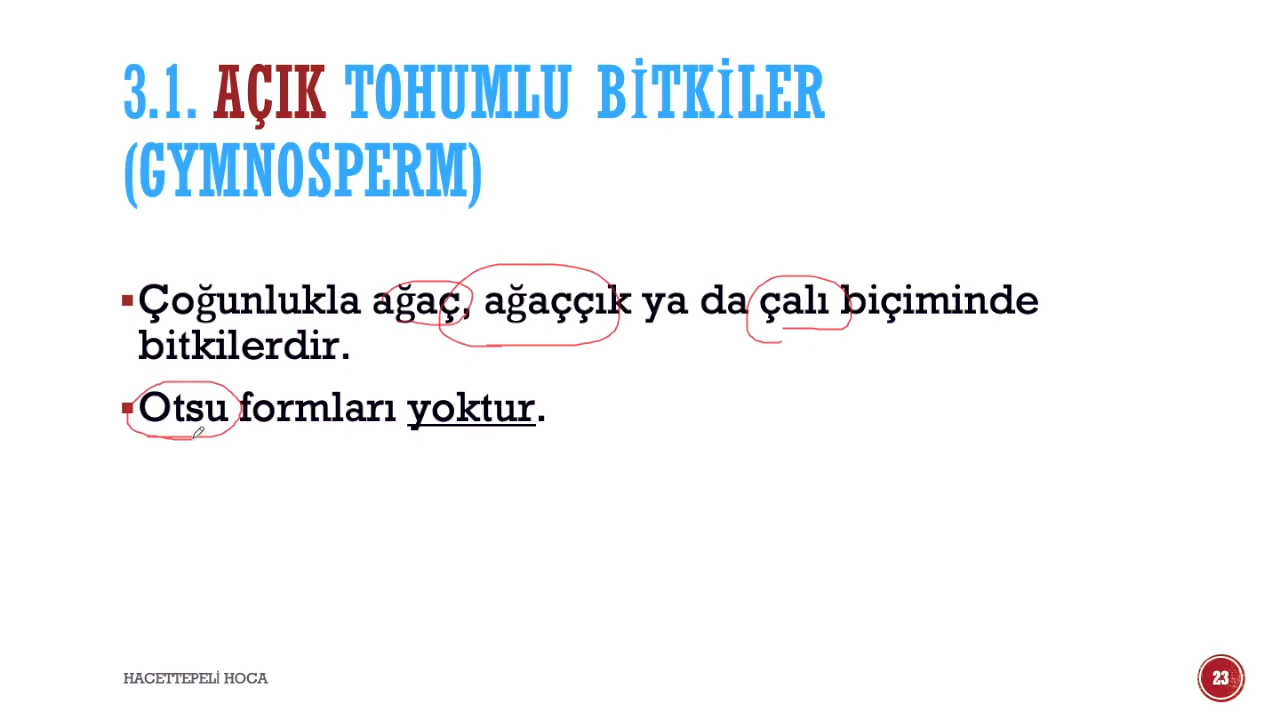 3.1. AÇIK TOHUMLU BİTKİLER
(GYMNOSPERM)
▪Çoğunlukla ağaç, ağaççık ya da çalı biçiminde
bitkilerdir.
▪Otsu formları yoktur.
HACETTEPELİ HOCA
23